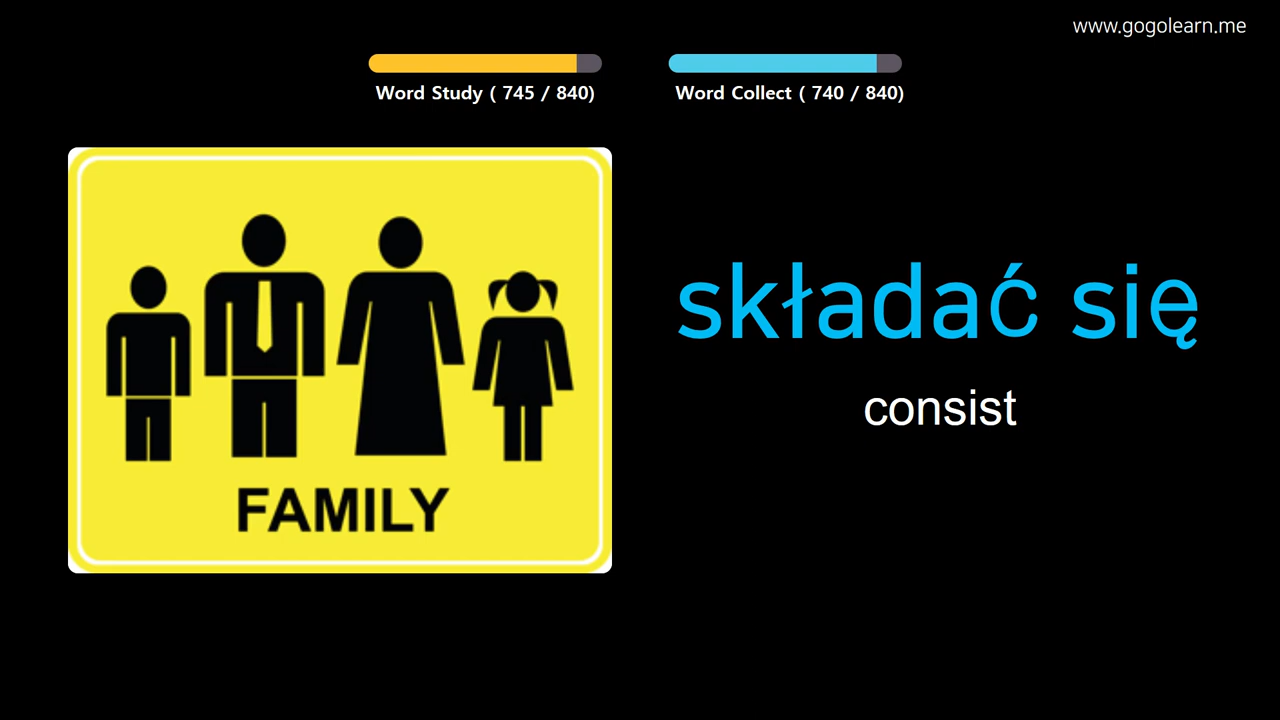 www.gogolearn.me
Word Study ( 745 / 840)
Word Collect ( 740 / 840)
składać się
consist
FAMILY